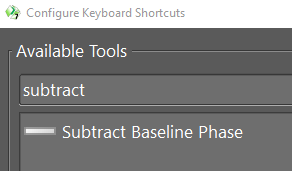 Configure Keyboard Shortcuts
Available Tools
subtract
Subtract Baseline Phase